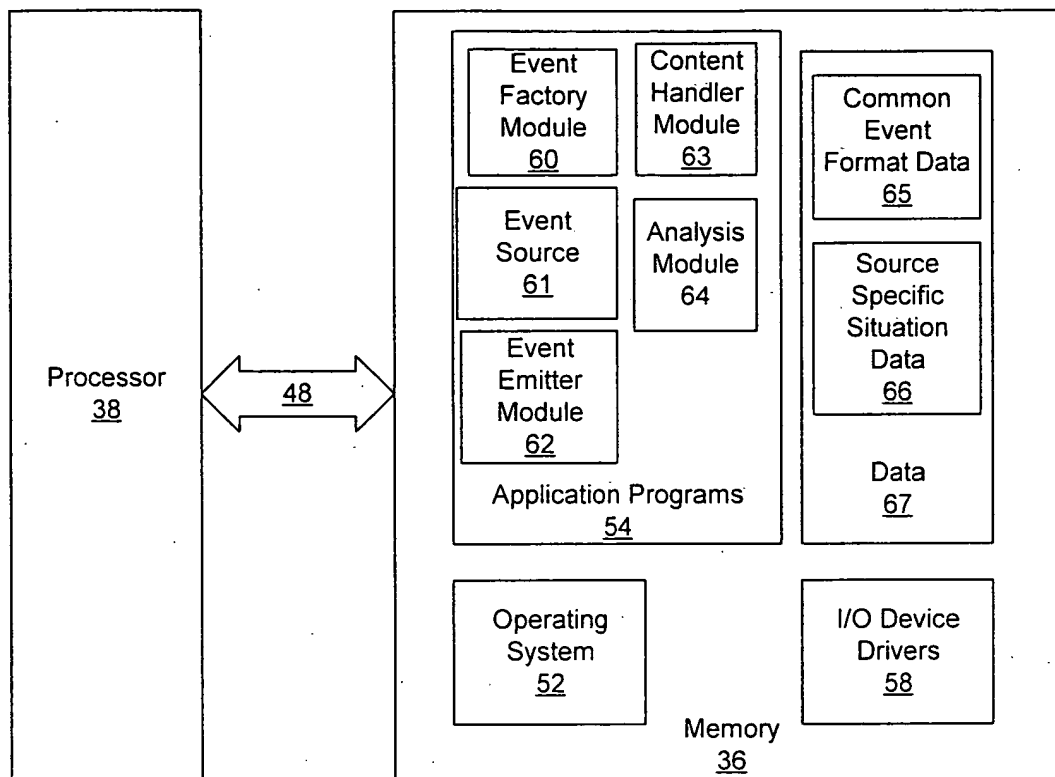 Processor
38
48
Event
Factory
Module
60
Content
Handler
Module
63
Event
Source
61
Analysis
Module
64
Event
Emitter
Module
62
Application Programs
54
Common
Event
Format Data
65
Source
Specific
Situation
Data
66
Data
67
Operating
System
52
I/O Device
Drivers
58
Memory
36